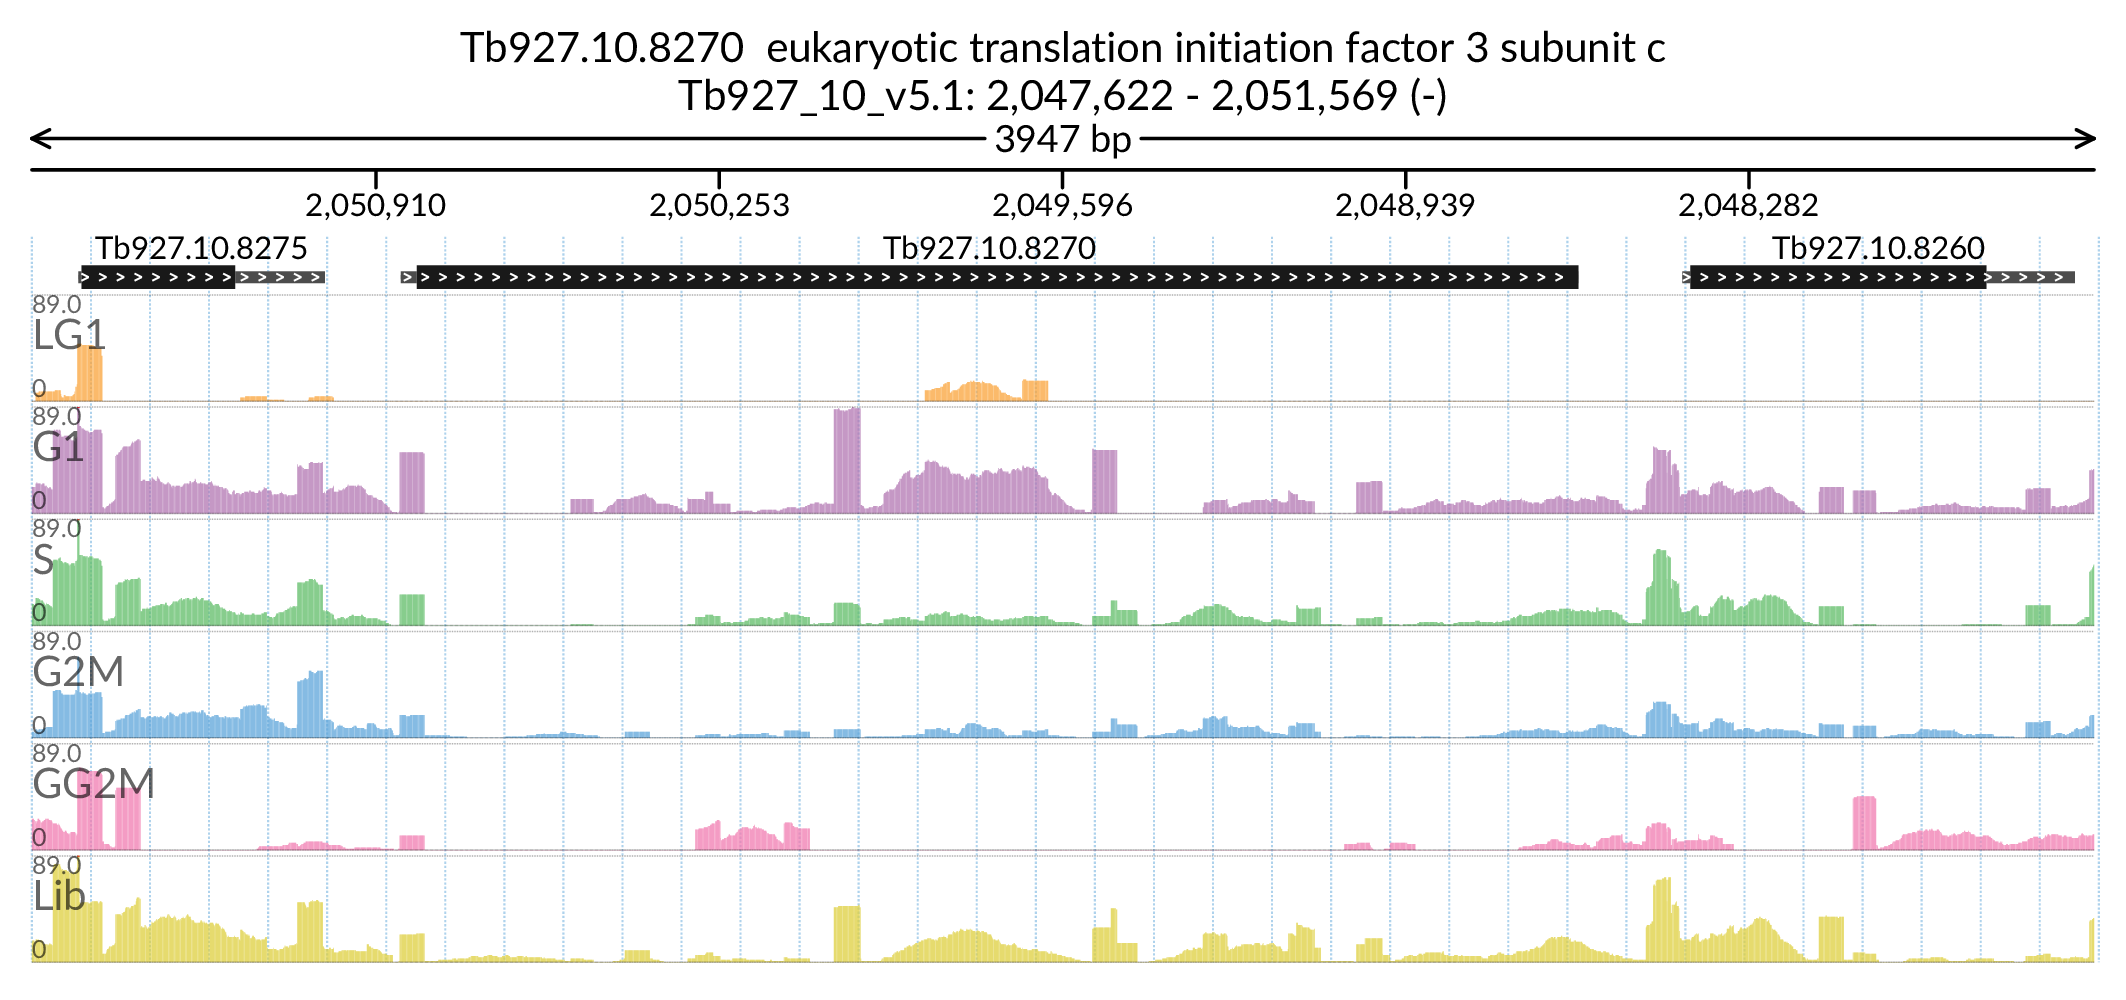 Tb927.10.8270  eukaryotic translation initiation factor 3 subunit c
Tb927_10_v5.1: 2,047,622 - 2,051,569 (-)
3947 bp
2,050,910 2,050,253 2,049,596 2,048,939 2,048,282
Tb927.10.8275 Tb927.10.8270 Tb927.10.8260
89.0
LG1
0
89.0
G1
0
89.0
S
0
89.0
G2M
0
89.0
GG2M
0
89.0
Lib
0